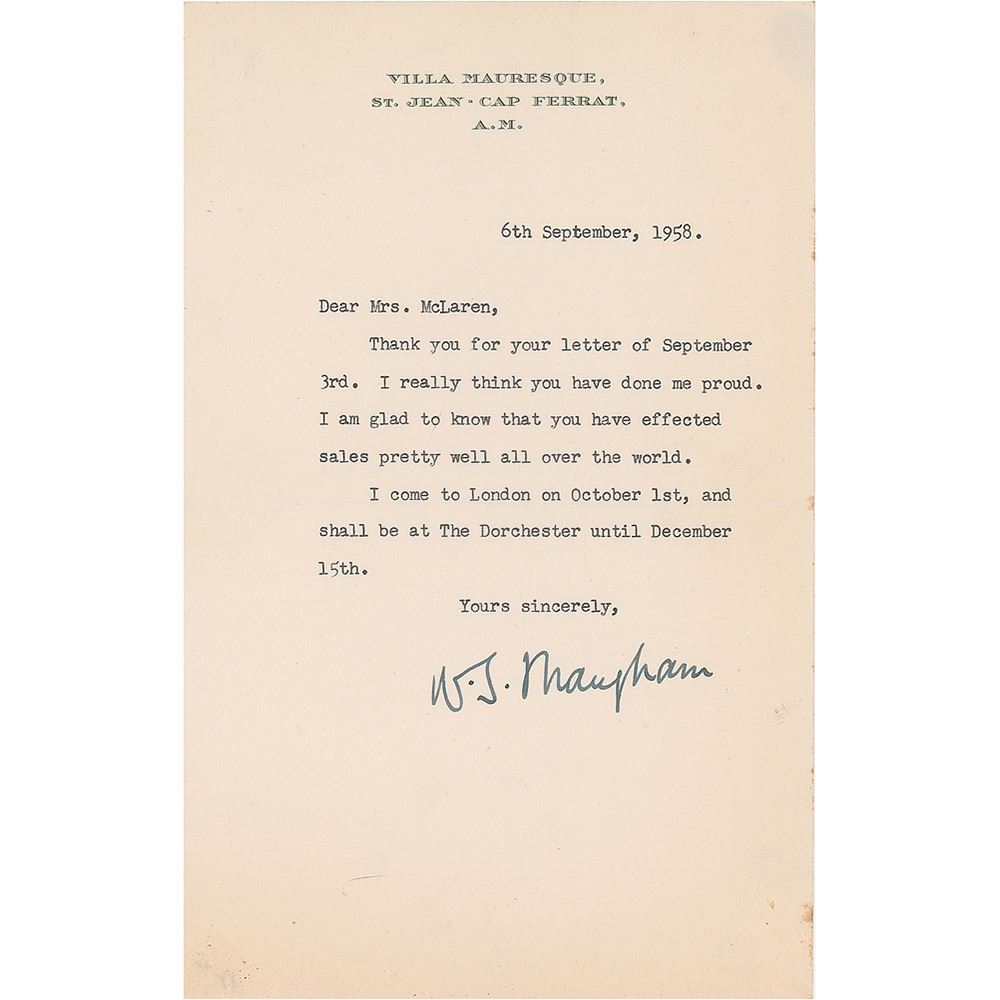 VILLA MAURESQUE,
ST. JEAN - CAP FERRAT,
A.M.
6th September, 1958.
Dear Mrs. McLaren,
Thank you for your letter of September
3rd. I really think you have done me proud.
I am glad to know that you have effected
sales pretty well all over the world.
I come to London on October 1st, and
shall be at The Dorchester until December
15th.
Yours sincerely,
W.S. Maugham